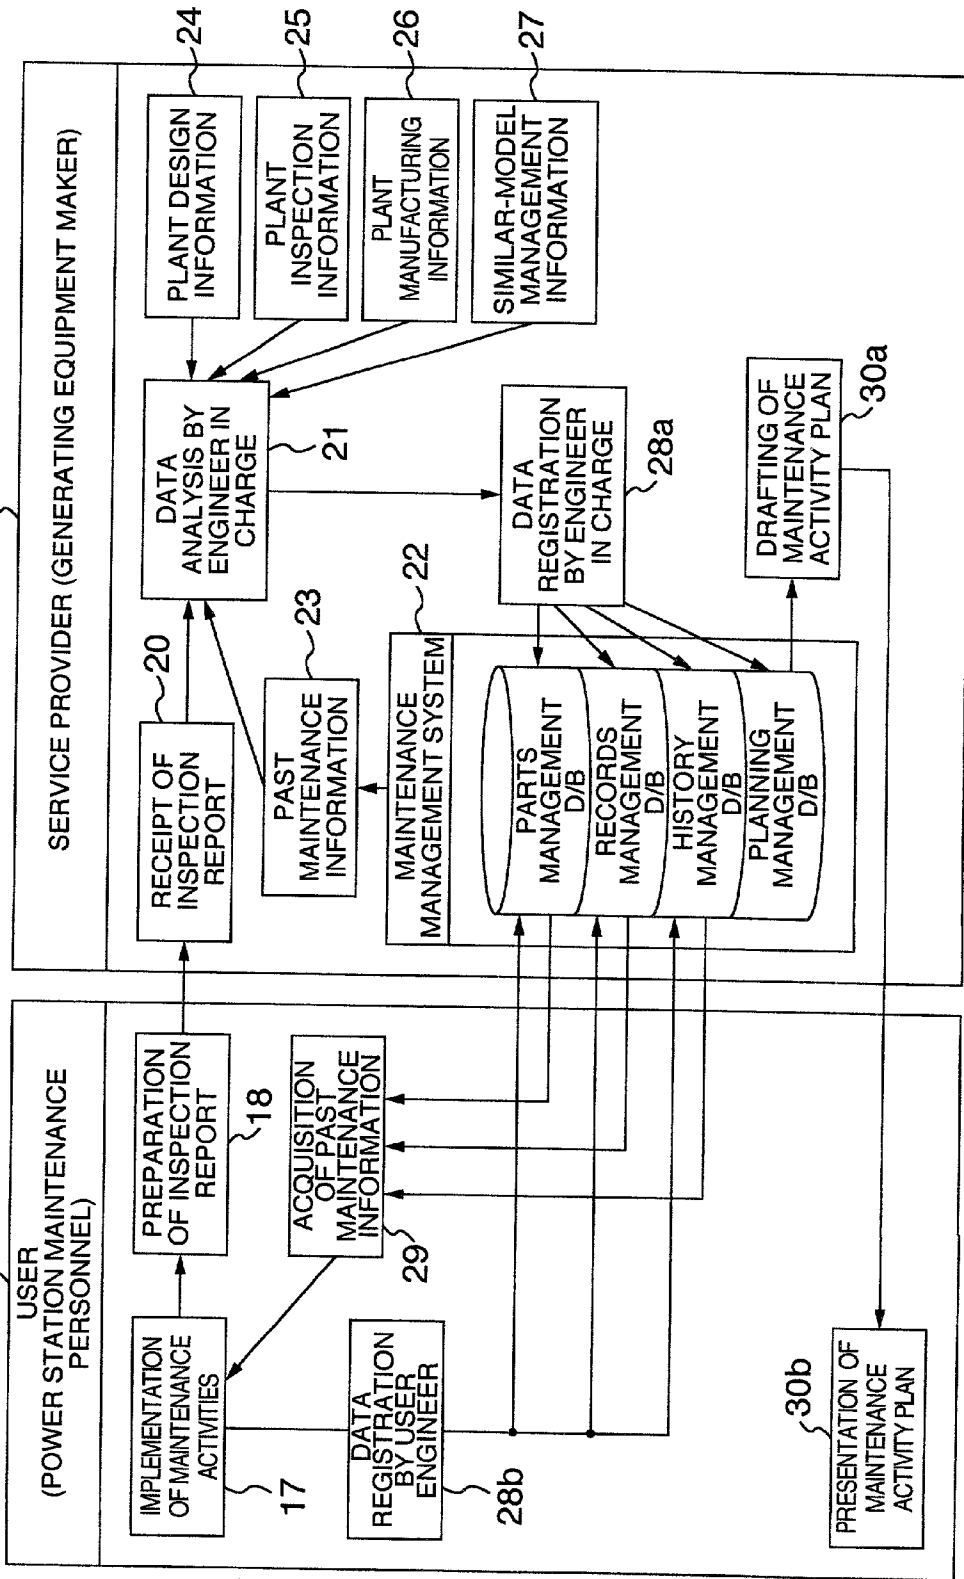 USER
(POWER STATION MAINTENANCE
PERSONNEL)
IMPLEMENTATION
OF MAINTENANCE
ACTIVITIES
17
PREPARATION
OF INSPECTION
REPORT
18
DATA
REGISTRATION
BY USER
ENGINEER
28b
ACQUISITION
OF PAST
MAINTENANCE
INFORMATION
29
PRESENTATION OF
MAINTENANCE
ACTIVITY PLAN
30b
SERVICE PROVIDER (GENERATING EQUIPMENT MAKER)
RECEIPT OF
INSPECTION
REPORT
20
DATA
ANALYSIS BY
ENGINEER IN
CHARGE
21
PLANT DESIGN
INFORMATION
24
PLANT
INSPECTION
INFORMATION
25
PLANT
MANUFACTURING
INFORMATION
26
SIMILAR-MODEL
MANAGEMENT
INFORMATION
27
PAST
MAINTENANCE
INFORMATION
23
MAINTENANCE
MANAGEMENT SYSTEM
22
PARTS
MANAGEMENT
D/B
RECORDS
MANAGEMENT
D/B
HISTORY
MANAGEMENT
D/B
PLANNING
MANAGEMENT
D/B
DATA
REGISTRATION
BY ENGINEER
IN CHARGE
28a
DRAFTING OF
MAINTENANCE
ACTIVITY PLAN
30a